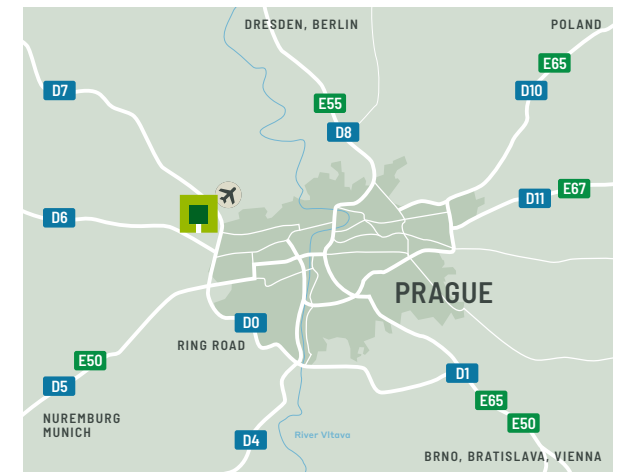 DRESDEN, BERLIN
POLAND
E65
D7
D10
E55
D8
E67
D11
D6
PRAGUE
D0
RING ROAD
E50
D1
D5
E65
NUREMBURG
MUNICH
E50
D4
River Vltava
BRNO, BRATISLAVA, VIENNA